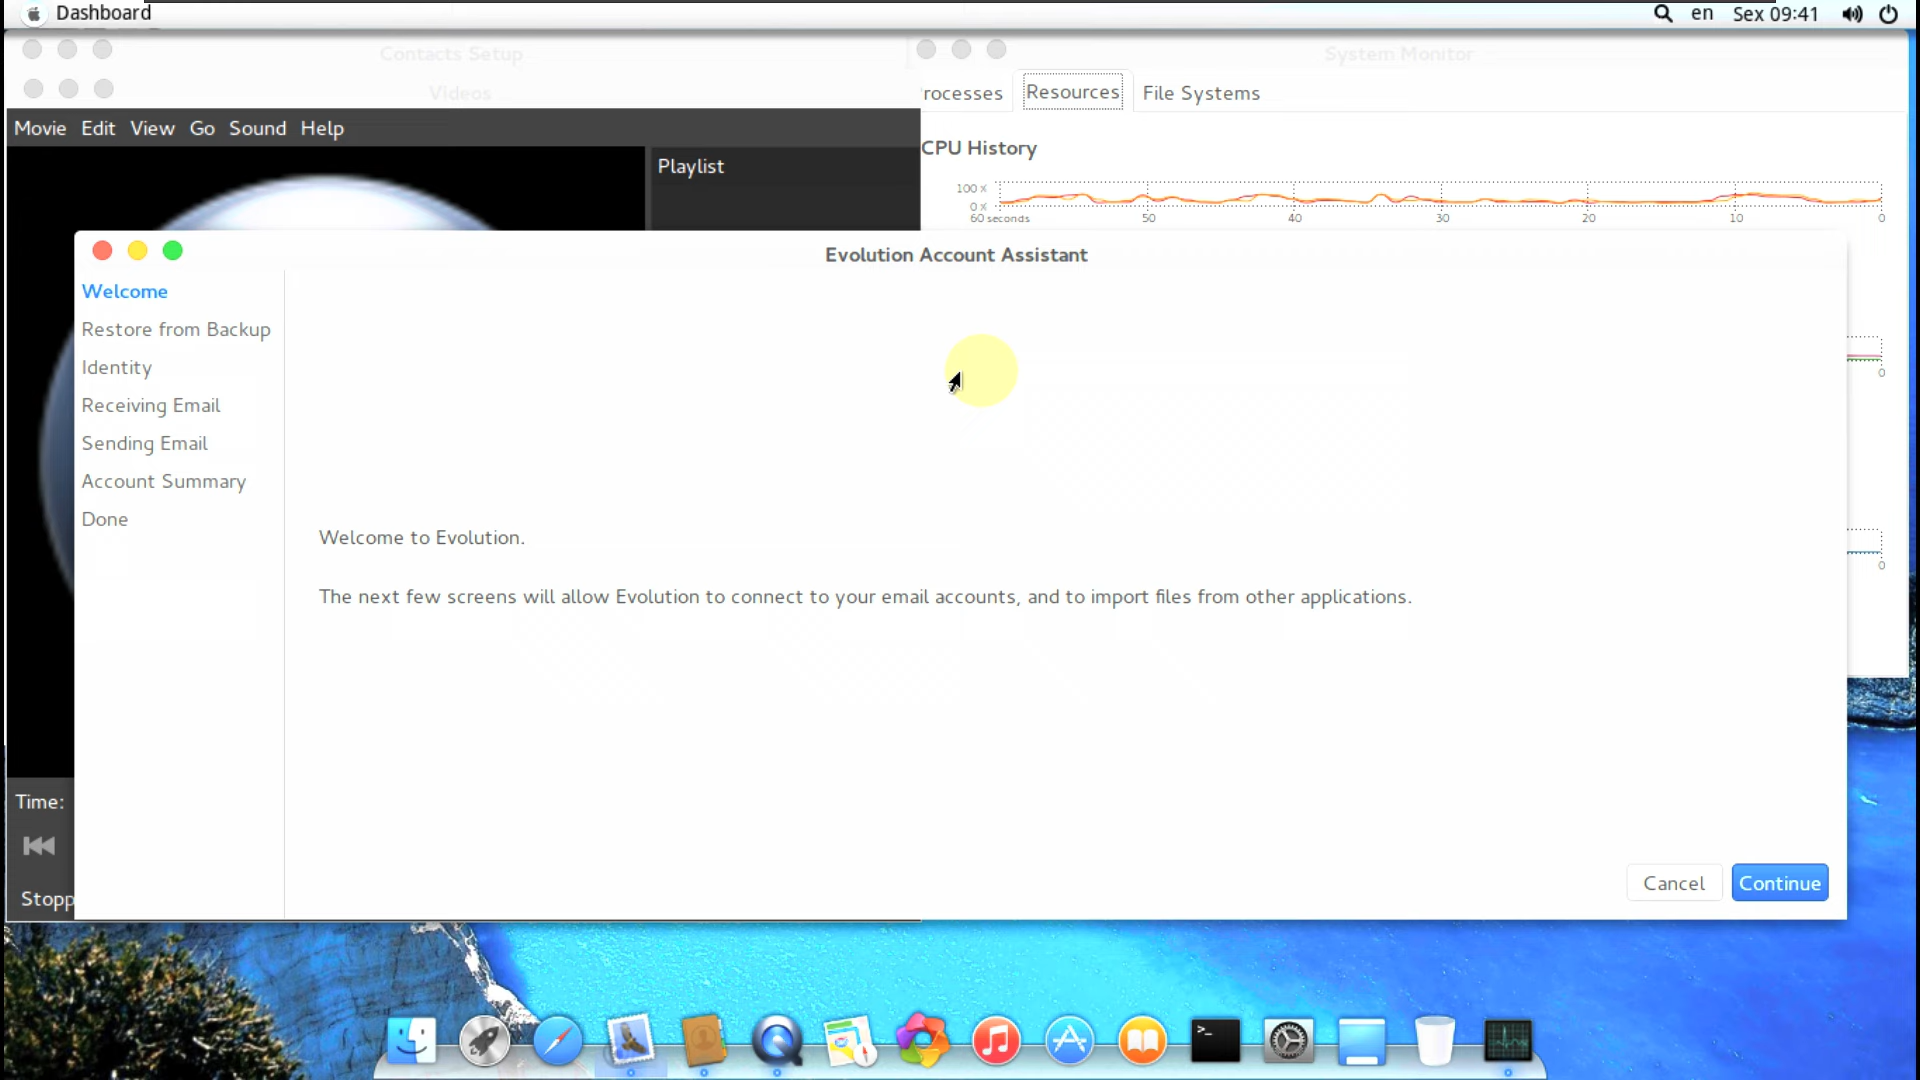 Dashboard
en Sex 09:41
Contacts Setup
System Monitor
Videos
rocesses Resources File Systems
Movie Edit View Go Sound Help
Playlist
CPU History
100 %
0 %
60 seconds 50 40 30 20 10 0
Evolution Account Assistant
Welcome
Restore from Backup
Identity
Receiving Email
Sending Email
Account Summary
Done
0
Welcome to Evolution.
0
The next few screens will allow Evolution to connect to your email accounts, and to import files from other applications.
Time:
Stopp
Cancel Continue
>_